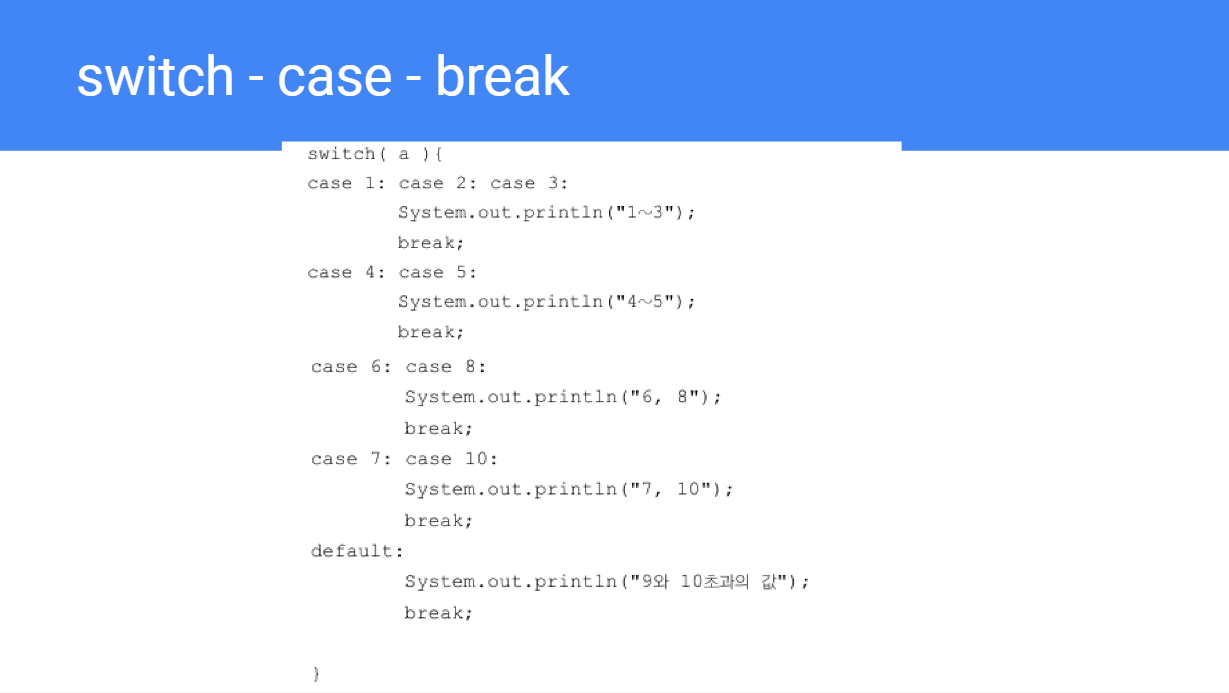 switch - case - break
switch( a ){
case 1: case 2: case 3:
System.out.println("1～3");
break;
case 4: case 5:
System.out.println("4～5");
break;
case 6: case 8:
System.out.println("6, 8");
break;
case 7: case 10:
System.out.println("7, 10");
break;
default:
System.out.println("9와 10초과의 값");
break;
}